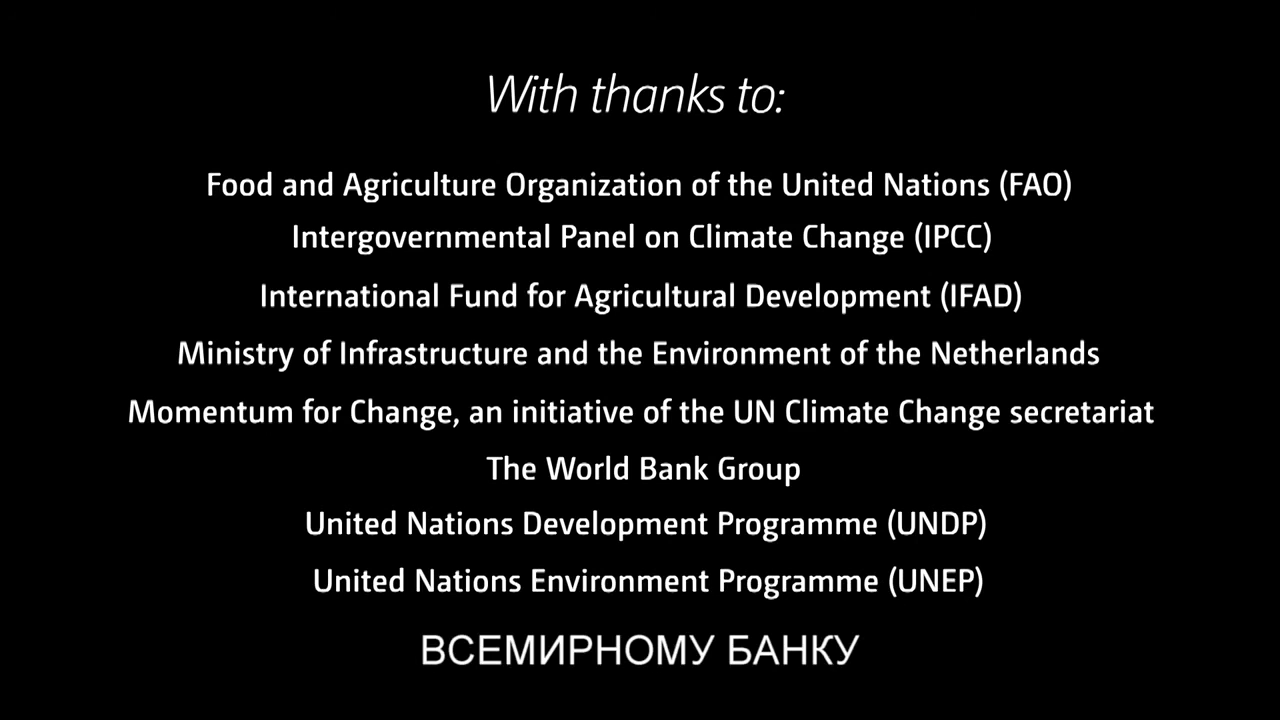 With thanks to:
Food and Agriculture Organization of the United Nations (FAO)
Intergovernmental Panel on Climate Change (IPCC)
International Fund for Agricultural Development (IFAD)
Ministry of Infrastructure and the Environment of the Netherlands
Momentum for Change, an initiative of the UN Climate Change secretariat
The World Bank Group
United Nations Development Programme (UNDP)
United Nations Environment Programme (UNEP)
ВСЕМИРНОМУ БАНКУ